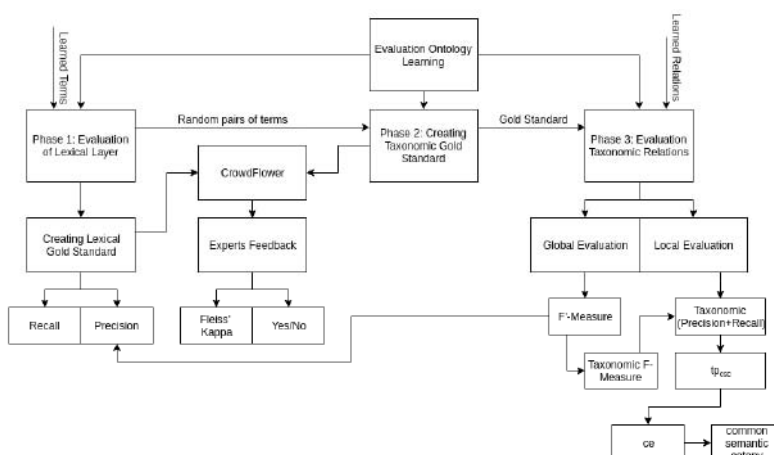 Evaluation Ontology
Learning
Learned Terms
Learned Relations
Random pairs of terms
Gold Standard
Phase 1: Evaluation
of Lexical Layer
Phase 2: Creating
Taxonomic Gold
Standard
Phase 3: Evaluation
Taxonomic Relations
CrowdFlower
Creating Lexical
Gold Standard
Experts Feedback
Global Evaluation
Local Evaluation
Recall
Precision
Fleiss'
Kappa
Yes/No
F'-Measure
Taxonomic
(Precision+Recall)
Taxonomic F-
Measure
tpcsc
ce
common
semantic